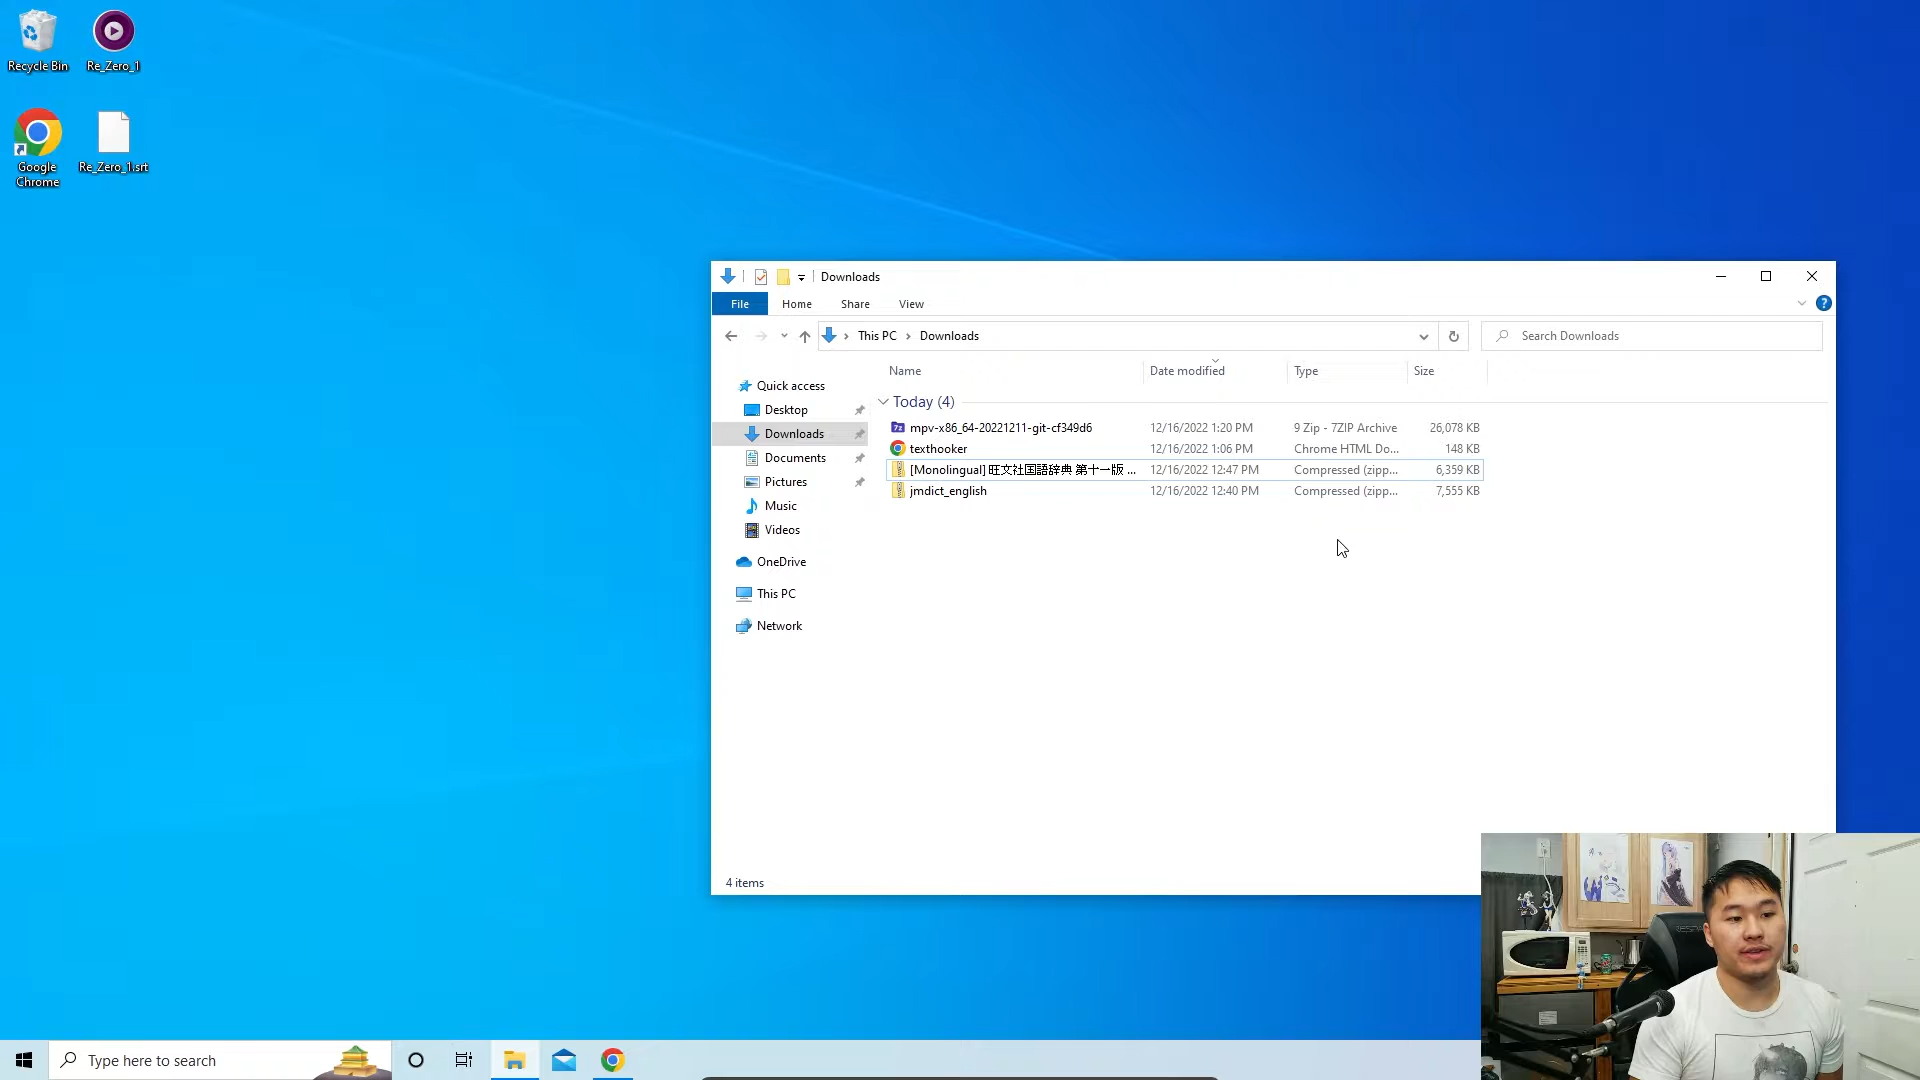 Recycle Bin
Re_Zero_1
Google
Chrome
Re_Zero_1.srt
Downloads
File Home Share View
This PC Downloads
Search Downloads
Name Date modified Type Size
Quick access
Desktop
Downloads
Documents
Pictures
Music
Videos
OneDrive
This PC
Network
Today (4)
mpv-x86_64-20221211-git-cf349d6 12/16/2022 1:20 PM 9 Zip - 7ZIP Archive 26,078 KB
texthooker 12/16/2022 1:06 PM Chrome HTML Do... 148 KB
[Monolingual] 旺文社国語辞典 第十一版 ... 12/16/2022 12:47 PM Compressed (zipp... 6,359 KB
jmdict_english 12/16/2022 12:40 PM Compressed (zipp... 7,555 KB
4 items
Type here to search